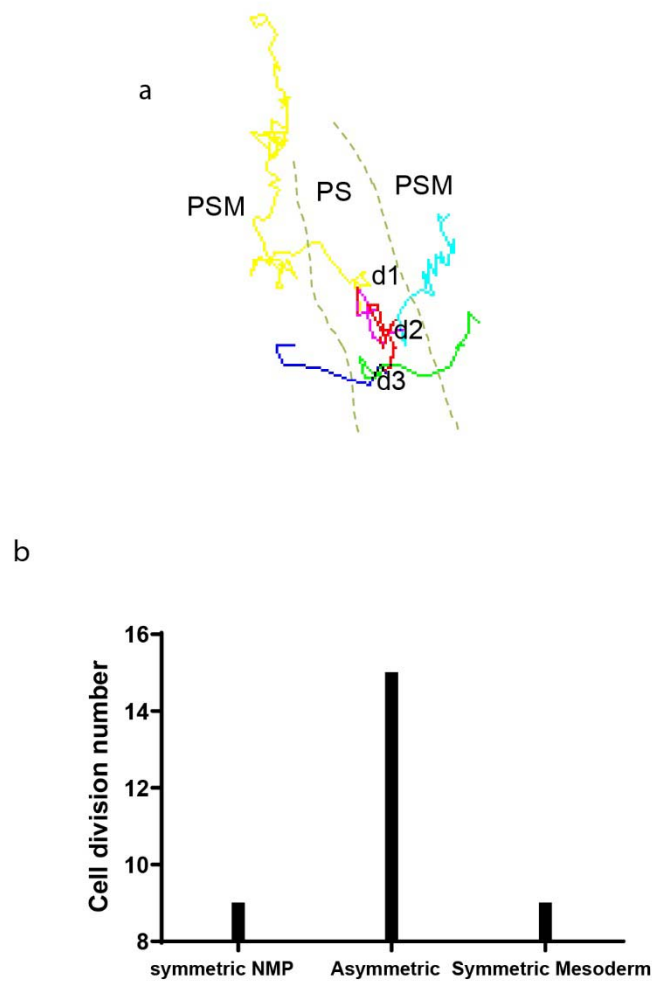 a
PSM
PS
PSM
d1
d2
d3
b
Cell division number
16
14
12
10
8
symmetric NMP
Asymmetric
Symmetric Mesoderm